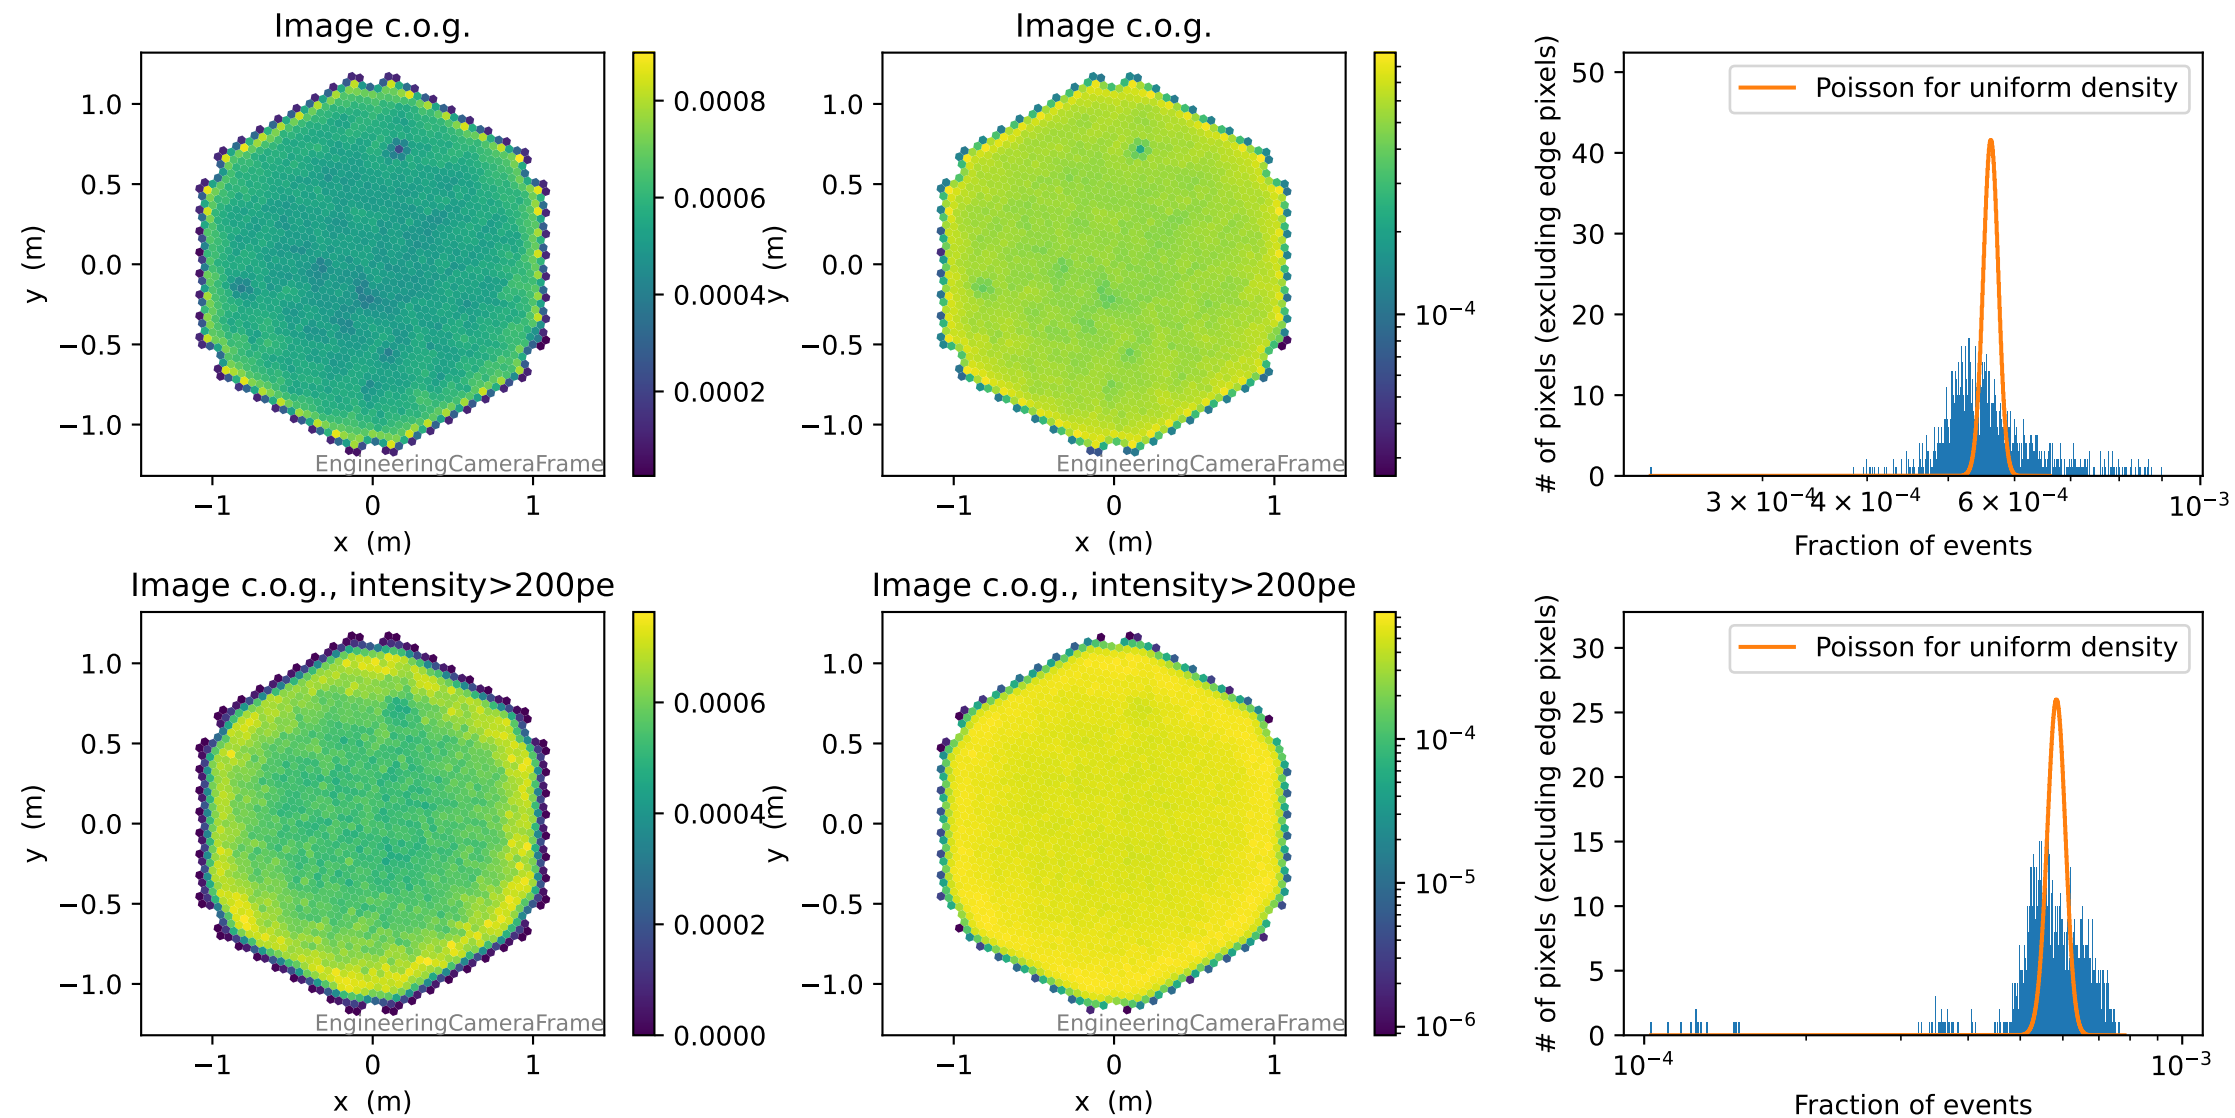 Image c.o.g.
1.0
0.5
0.0
−0.5
−1.0
y (m)
−1 0 1
x (m)
EngineeringCameraFrame
0.0008
0.0006
0.0004
0.0002
Image c.o.g.
1.0
0.5
0.0
−0.5
−1.0
y (m)
−1 0 1
x (m)
EngineeringCameraFrame
10⁻⁴
# of pixels (excluding edge pixels)
50
40
30
20
10
0
Poisson for uniform density
3 × 10⁻⁴ 4 × 10⁻⁴ 6 × 10⁻⁴ 10⁻³
Fraction of events
Image c.o.g., intensity>200pe
1.0
0.5
0.0
−0.5
−1.0
y (m)
−1 0 1
x (m)
EngineeringCameraFrame
0.0006
0.0004
0.0002
0.0000
Image c.o.g., intensity>200pe
1.0
0.5
0.0
−0.5
−1.0
y (m)
−1 0 1
x (m)
EngineeringCameraFrame
10⁻⁴
10⁻⁵
10⁻⁶
# of pixels (excluding edge pixels)
30
25
20
15
10
5
0
Poisson for uniform density
10⁻⁴ 10⁻³
Fraction of events